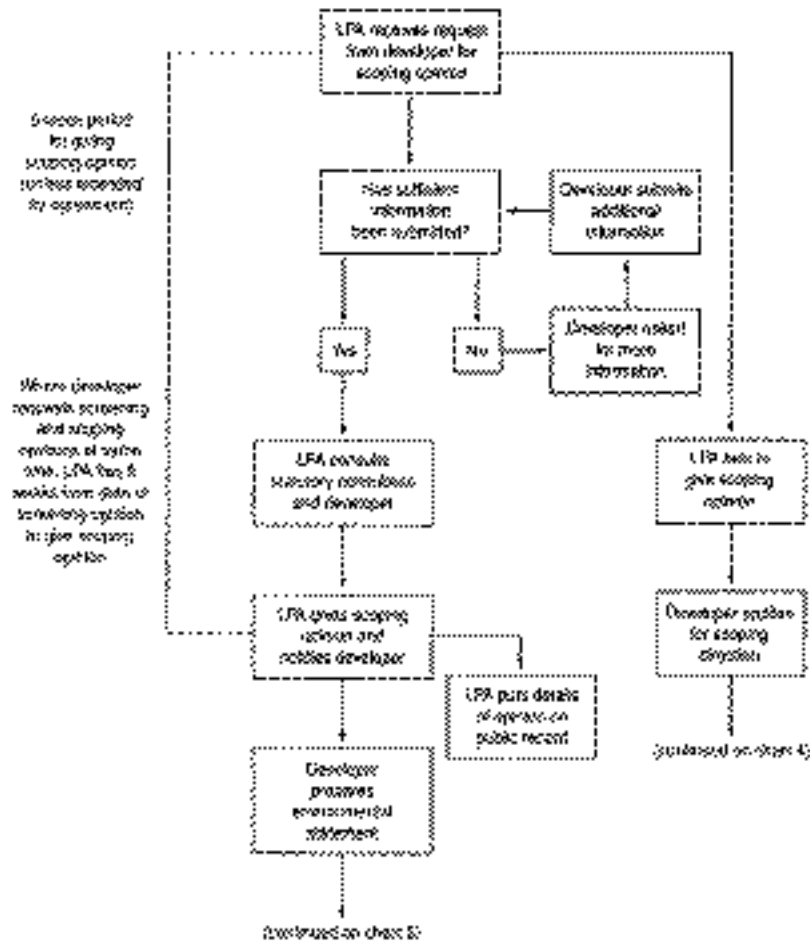 LPA receives request
from developer for
scoping opinion
period
for giving
scoping opinion
(unless extended
by agreement)
Has sufficient
information
been submitted?
Developer submits
additional
information
Yes
No
Developer asked
for more
information
Where developer
requests screening
and scoping
opinions at same
time, LPA has 5
weeks from date of
screening opinion
to give scoping
opinion
LPA consults
statutory consultees
and developer
LPA fails to
give scoping
opinion
LPA gives scoping
opinion and
notifies developer
Developer applies
for scoping
direction
LPA puts details
of opinion on
public record
(continued on chart 4)
Developer
prepares
environmental
statement
(continued on chart 5)